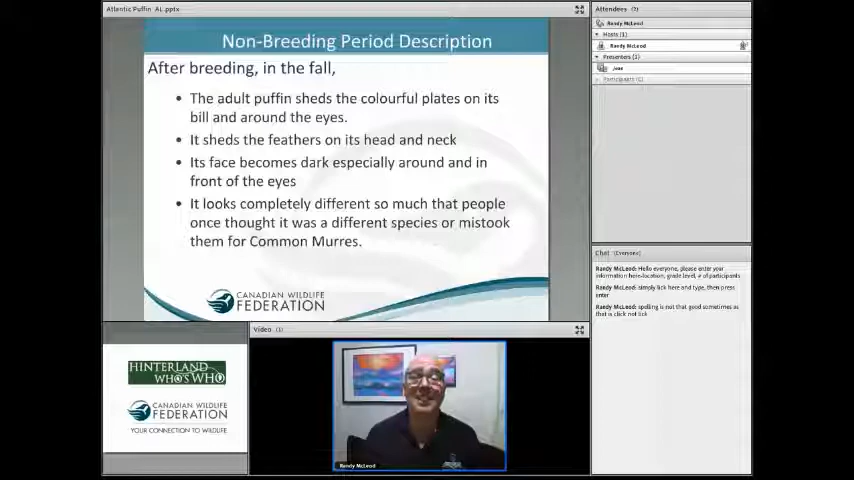 Atlantic Puffin AL.pptx
Non-Breeding Period Description
After breeding, in the fall,
• The adult puffin sheds the colourful plates on its
bill and around the eyes.
• It sheds the feathers on its head and neck
• Its face becomes dark especially around and in
front of the eyes
• It looks completely different so much that people
once thought it was a different species or mistook
them for Common Murres.
CANADIAN WILDLIFE
FEDERATION
HINTERLAND
WHO'S WHO
CANADIAN WILDLIFE
FEDERATION
YOUR CONNECTION TO WILDLIFE
Video (1)
Randy McLeod
Attendees (2)
Randy McLeod
Hosts (1)
Randy McLeod
Presenters (1)
Participants (0)
Chat (Everyone)
Randy McLeod: Hello everyone, please enter your
information here-location, grade level, # of participants
Randy McLeod: simply lick here and type, then press
enter
Randy McLeod: spelling is not that good sometimes as
that is click not lick